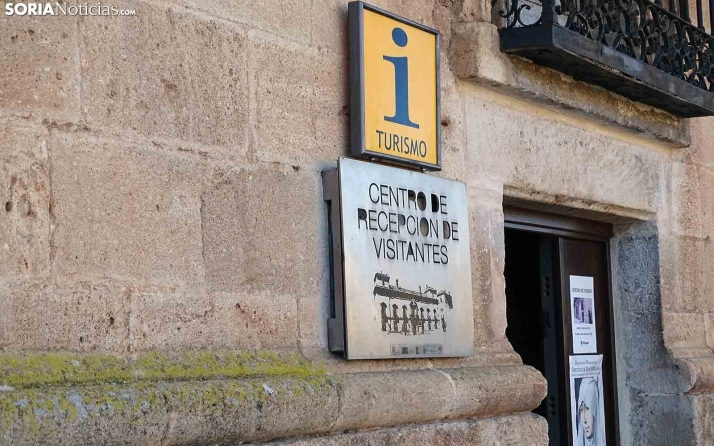 SORIANoticias.com
i
TURISMO
CENTRO DE
RECEPCION DE
VISITANTES